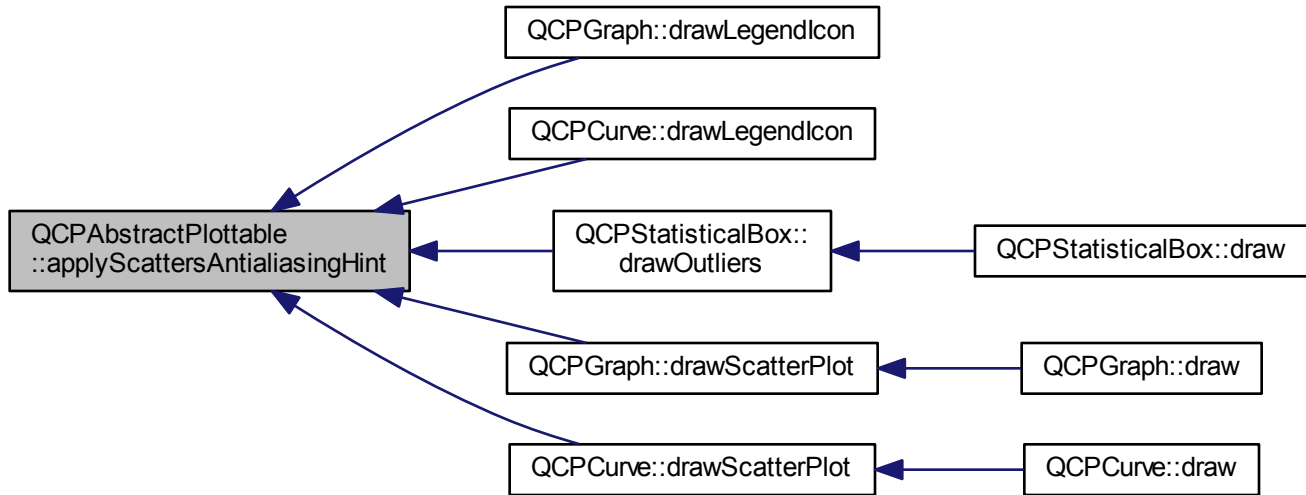 QCPGraph::drawLegendIcon
QCPCurve::drawLegendIcon
QCPAbstractPlottable
::applyScattersAntialiasingHint
QCPStatisticalBox::
drawOutliers
QCPStatisticalBox::draw
QCPGraph::drawScatterPlot
QCPGraph::draw
QCPCurve::drawScatterPlot
QCPCurve::draw